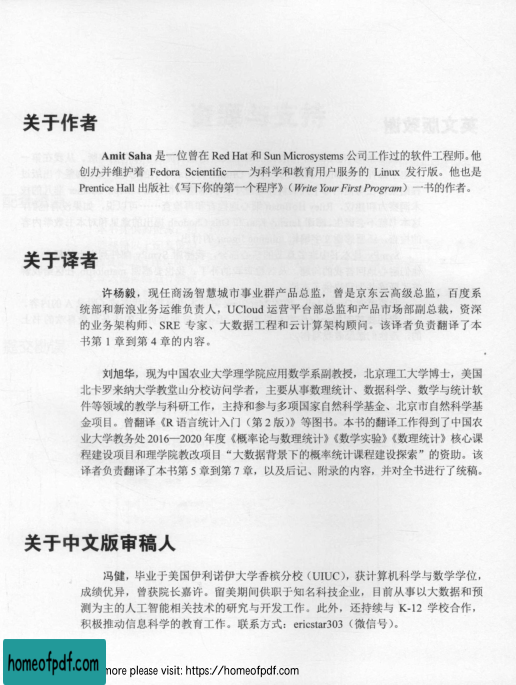 关于作者
Amit Saha 是一位曾在 Red Hat 和 Sun Microsystems 公司工作过的软件工程师。他
创办并维护着 Fedora Scientific——为科学和教育用户服务的 Linux 发行版。他也是
Prentice Hall 出版社《写下你的第一个程序》（Write Your First Program）一书的作者。
关于译者
许杨毅，现任商汤智慧城市事业群产品总监，曾是京东云高级总监，百度系
统部和新浪业务运维负责人，UCloud 运营平台部总监和产品市场部副总裁，资深
的业务架构师、SRE 专家、大数据工程和云计算架构顾问。该译者负责翻译了本
书第 1 章到第 4 章的内容。
刘旭华，现为中国农业大学理学院应用数学系副教授，北京理工大学博士，美国
北卡罗来纳大学教堂山分校访问学者，主要从事数理统计、数据科学、数学与统计软
件等领域的教学与科研工作，主持和参与多项国家自然科学基金、北京市自然科学基
金项目。曾翻译《R 语言统计入门（第 2 版）》等图书。本书的翻译工作得到了中国农
业大学教务处 2016—2020 年度《概率论与数理统计》《数学实验》《数理统计》核心课
程建设项目和理学院教改项目“大数据背景下的概率统计课程建设探索”的资助。该
译者负责翻译了本书第 5 章到第 7 章，以及后记、附录的内容，并对全书进行了统稿。
关于中文版审稿人
冯健，毕业于美国伊利诺伊大学香槟分校（UIUC），获计算机科学与数学学位，
成绩优异，曾获院长嘉许。留美期间供职于知名科技企业，目前从事以大数据和预
测为主的人工智能相关技术的研究与开发工作。此外，还持续与 K-12 学校合作，
积极推动信息科学的教育工作。联系方式：ericstar303（微信号）。
homeofpdf.com
more please visit: https://homeofpdf.com